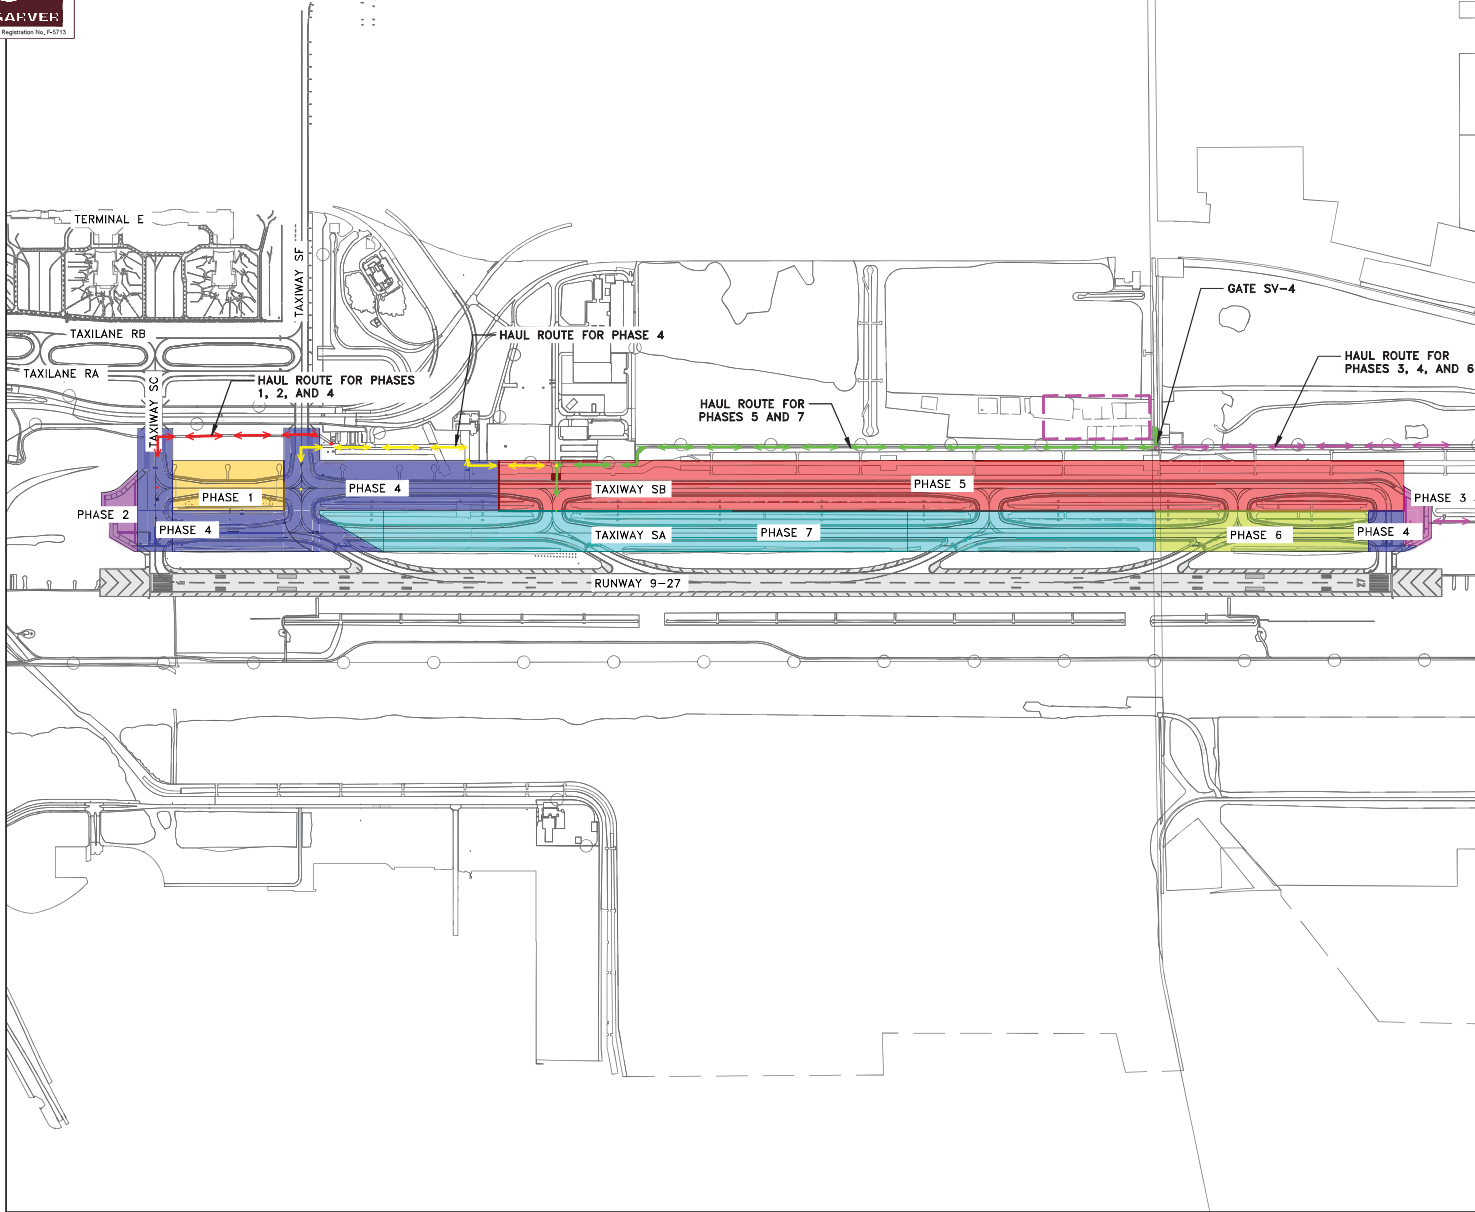 GARVER
Registration No. F-5713
TERMINAL E
TAXIWAY SF
GATE SV-4
TAXILANE RB
HAUL ROUTE FOR PHASE 4
TAXILANE RA
TAXIWAY SC
HAUL ROUTE FOR PHASES
1, 2, AND 4
HAUL ROUTE FOR
PHASES 3, 4, AND 6
HAUL ROUTE FOR
PHASES 5 AND 7
PHASE 1
PHASE 4
TAXIWAY SB
PHASE 5
PHASE 3
PHASE 2
PHASE 4
TAXIWAY SA
PHASE 7
PHASE 6
PHASE 4
RUNWAY 9-27
27